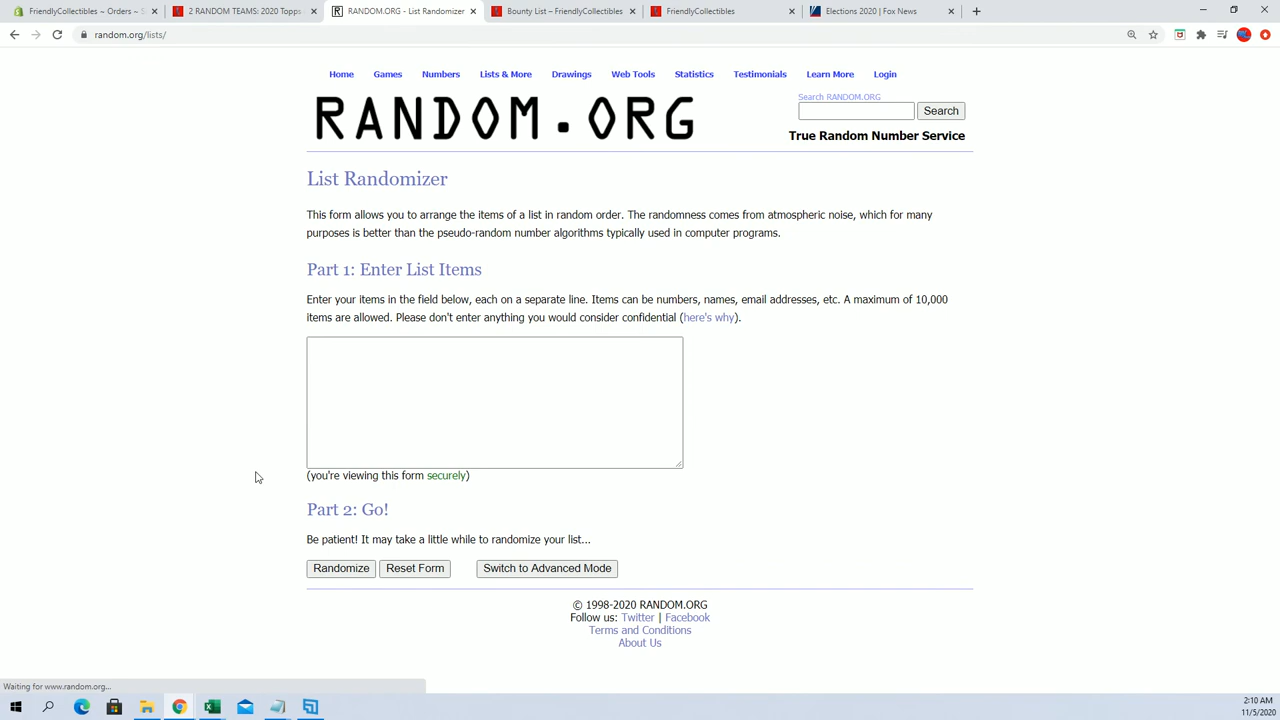 FriendlyCollectibles ~ Orders ~ S
2 RANDOM TEAMS: 2020 Topps
RANDOM.ORG - List Randomizer
Bounty List – FriendlyCollectibles
FriendlyCollectibles
Elections 2020 | Fox News
random.org/lists/
Home Games Numbers Lists & More Drawings Web Tools Statistics Testimonials Learn More Login
RANDOM.ORG
Search RANDOM.ORG
Search
True Random Number Service
List Randomizer
This form allows you to arrange the items of a list in random order. The randomness comes from atmospheric noise, which for many
purposes is better than the pseudo-random number algorithms typically used in computer programs.
Part 1: Enter List Items
Enter your items in the field below, each on a separate line. Items can be numbers, names, email addresses, etc. A maximum of 10,000
items are allowed. Please don't enter anything you would consider confidential (here's why).
(you're viewing this form securely)
Part 2: Go!
Be patient! It may take a little while to randomize your list...
Randomize Reset Form Switch to Advanced Mode
© 1998-2020 RANDOM.ORG
Follow us: Twitter | Facebook
Terms and Conditions
About Us
Waiting for www.random.org...
2:10 AM
11/5/2020